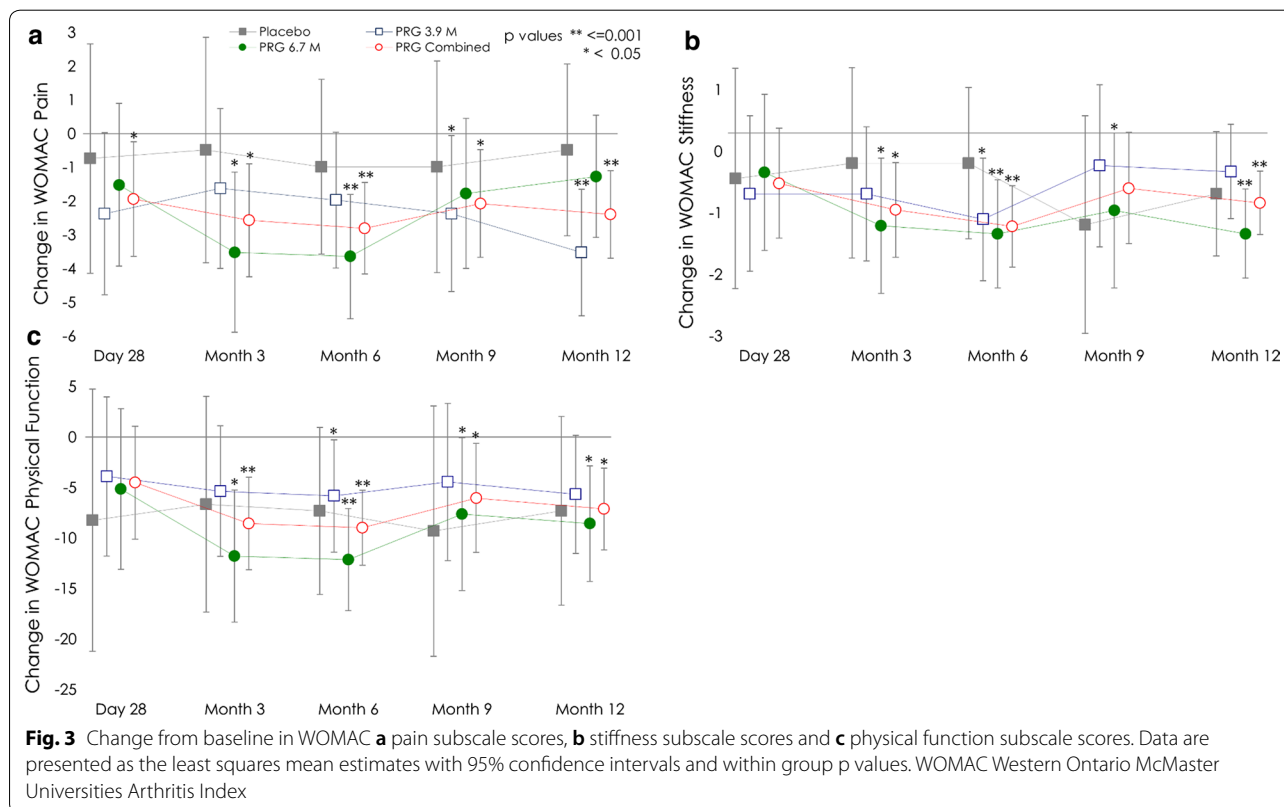 a
Placebo
PRG 3.9 M
PRG 6.7 M
PRG Combined
p values ** <=0.001
* < 0.05
Change in WOMAC Pain
3
2
1
0
-1
-2
-3
-4
-5
-6
* * * ** ** * * ** **
Day 28 Month 3 Month 6 Month 9 Month 12
b
Change in WOMAC Stiffness
1
0
-1
-2
-3
* * * ** ** * ** **
Day 28 Month 3 Month 6 Month 9 Month 12
c
Change in WOMAC Physical Function
5
0
-5
-10
-15
-20
-25
* ** * ** ** * * * *
Day 28 Month 3 Month 6 Month 9 Month 12
Fig. 3 Change from baseline in WOMAC a pain subscale scores, b stiffness subscale scores and c physical function subscale scores. Data are
presented as the least squares mean estimates with 95% confidence intervals and within group p values. WOMAC Western Ontario McMaster
Universities Arthritis Index